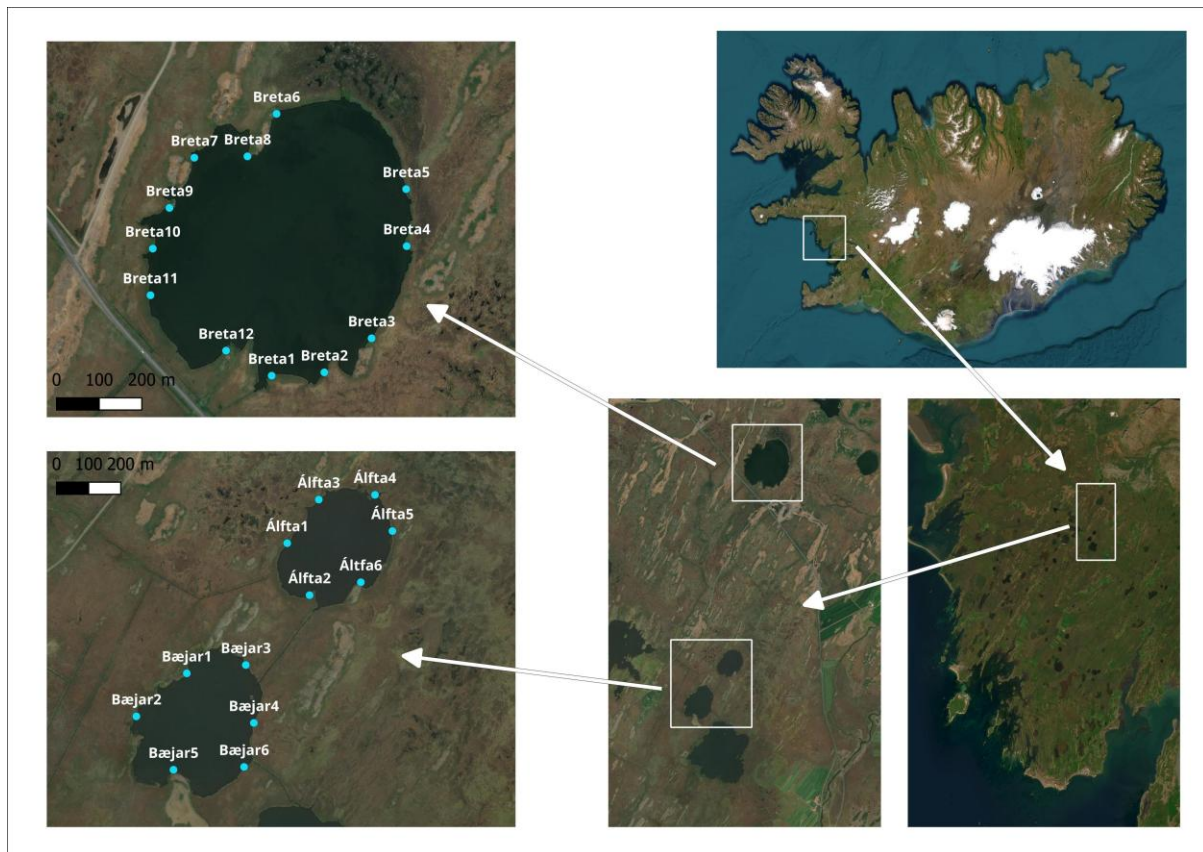 Breta6
Breta7
Breta8
Breta5
Breta9
Breta4
Breta10
Breta11
Breta3
Breta12
Breta1
Breta2
0 100 200 m
0 100 200 m
Álfta3
Álfta4
Álfta1
Álfta5
Áltfa6
Álfta2
Bæjar1
Bæjar3
Bæjar2
Bæjar4
Bæjar5
Bæjar6